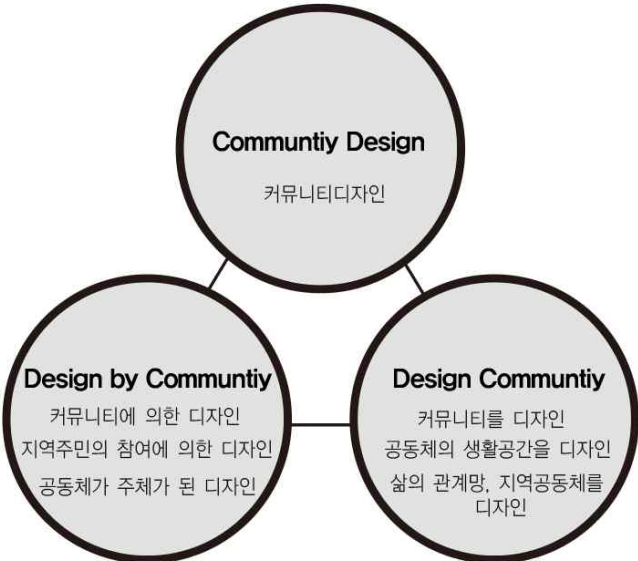 Communtiy Design
커뮤니티디자인
Design by Communtiy
커뮤니티에 의한 디자인
지역주민의 참여에 의한 디자인
공동체가 주체가 된 디자인
Design Communtiy
커뮤니티를 디자인
공동체의 생활공간을 디자인
삶의 관계망, 지역공동체를
디자인